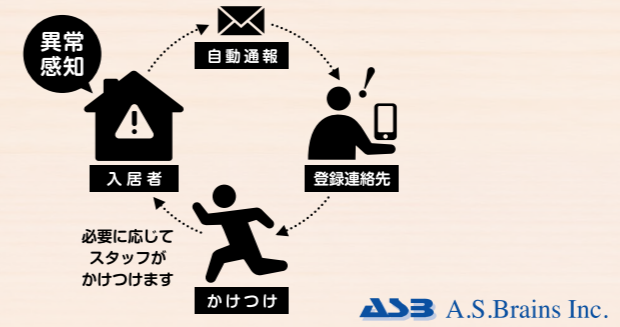 異常
感知
自動通報
入居者
登録連絡先
必要に応じて
スタッフが
かけつけます
かけつけ
ASB A.S.Brains Inc.